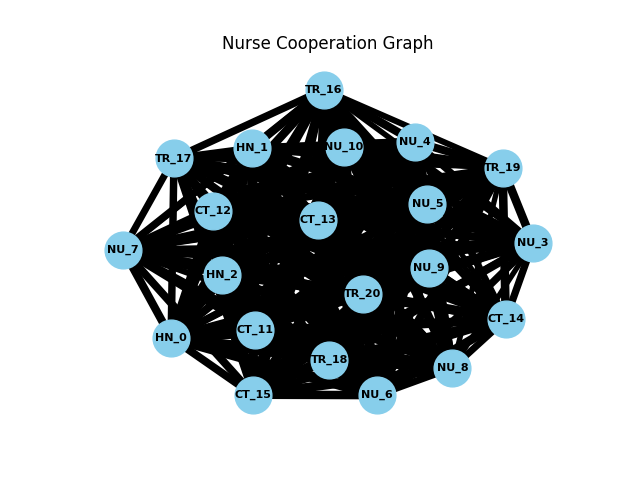 Nurse Cooperation Graph
TR_16
NU_4
HN_1
NU_10
TR_17
TR_19
NU_5
CT_12
CT_13
NU_3
NU_7
NU_9
HN_2
TR_20
CT_14
CT_11
HN_0
TR_18
NU_8
CT_15
NU_6